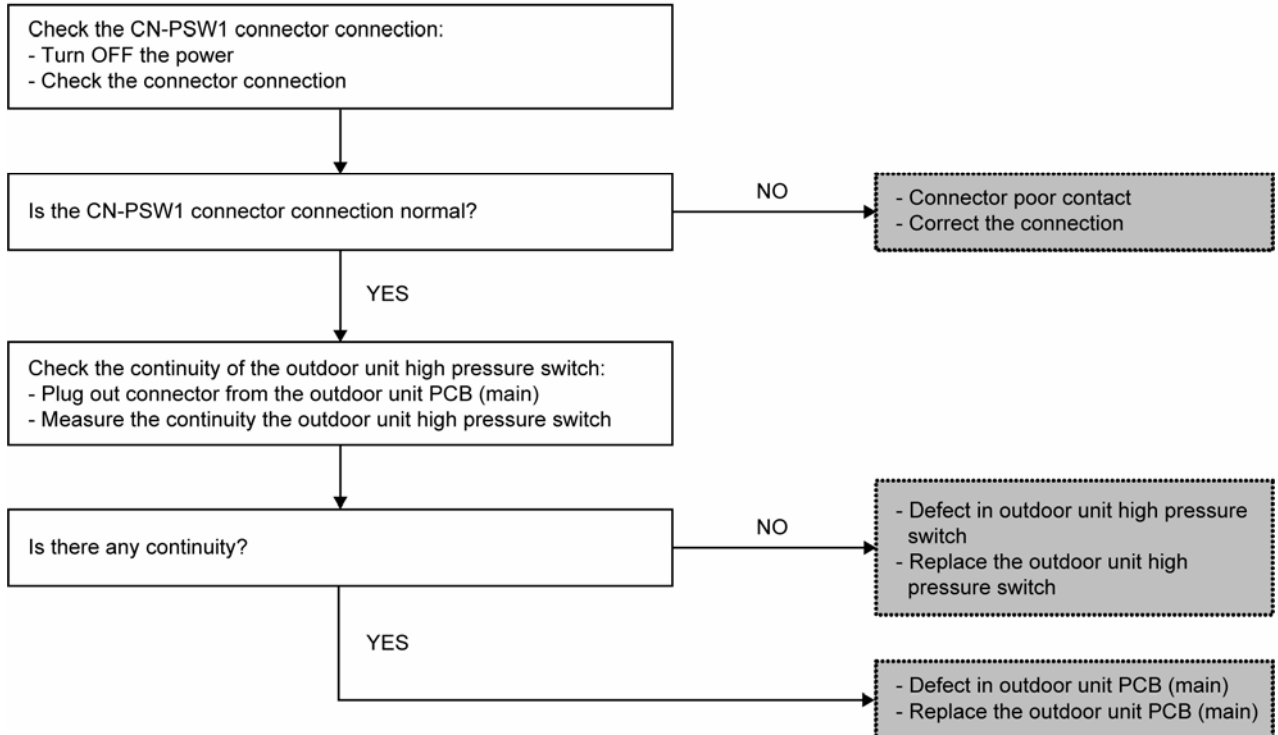 Check the CN-PSW1 connector connection:
- Turn OFF the power
- Check the connector connection
Is the CN-PSW1 connector connection normal?
NO
- Connector poor contact
- Correct the connection
YES
Check the continuity of the outdoor unit high pressure switch:
- Plug out connector from the outdoor unit PCB (main)
- Measure the continuity the outdoor unit high pressure switch
Is there any continuity?
NO
- Defect in outdoor unit high pressure
switch
- Replace the outdoor unit high
pressure switch
YES
- Defect in outdoor unit PCB (main)
- Replace the outdoor unit PCB (main)